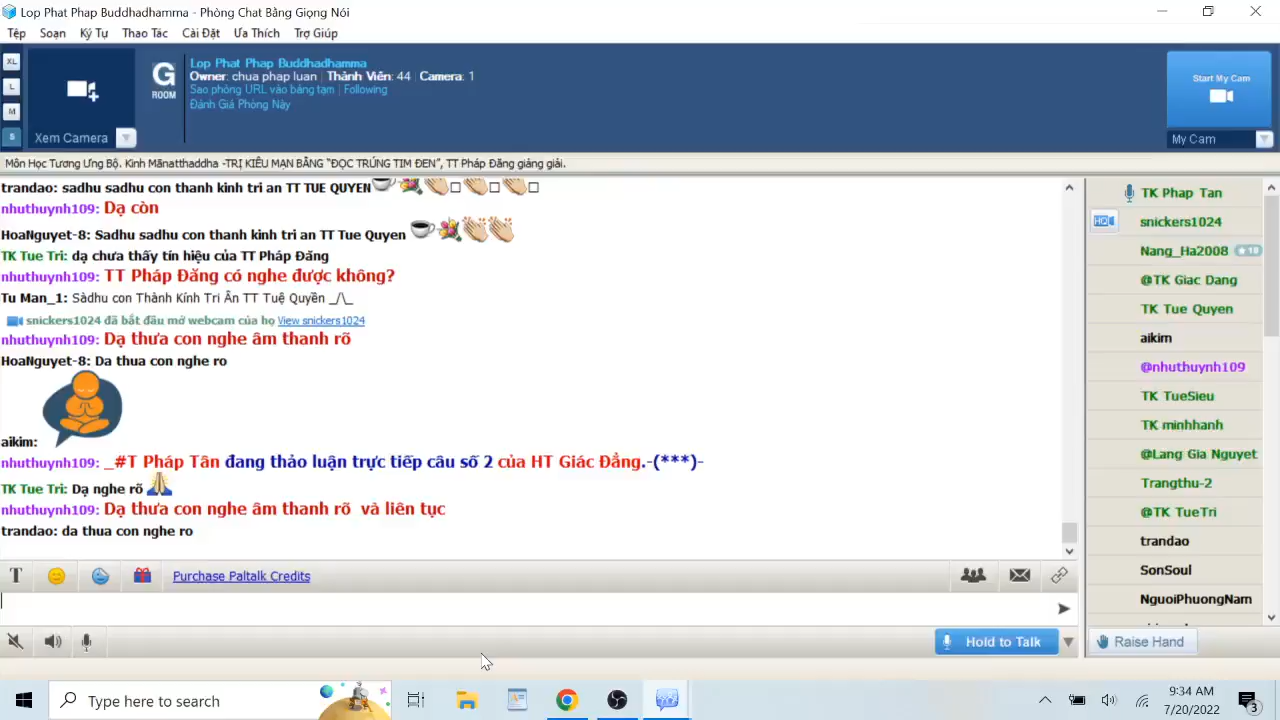 Lop Phat Phap Buddhadhamma - Phòng Chat Bằng Giọng Nói
Tệp Soạn Ký Tự Thao Tác Cài Đặt Ưa Thích Trợ Giúp
XL
L
M
S
Xem Camera
G
ROOM
Lop Phat Phap Buddhadhamma
Owner: chua phap luan | Thành Viên: 44 | Camera: 1
Sao phỏng URL vào bảng tạm | Following
Đánh Giá Phòng Này
Start My Cam
My Cam
Môn Học Tương Ưng Bộ. Kinh Mānatthaddha -TRỊ KIÊU MẠN BẰNG “ĐỌC TRÚNG TIM ĐEN”, TT Pháp Đăng giảng giải.
trandao: sadhu sadhu con thanh kinh tri an TT TUE QUYEN
nhuthuynh109: Dạ còn
HoaNguyet-8: Sadhu sadhu con thanh kinh tri an TT Tue Quyen
TK Tue Tri: dạ chưa thấy tín hiệu của TT Pháp Đăng
nhuthuynh109: TT Pháp Đăng có nghe được không?
Tu Man_1: Sàdhu con Thành Kính Tri Ân TT Tuệ Quyền _/\_
snickers1024 đã bắt đầu mở webcam của họ View snickers1024
nhuthuynh109: Dạ thưa con nghe âm thanh rõ
HoaNguyet-8: Da thua con nghe ro
aikim:
nhuthuynh109: _#T Pháp Tân đang thảo luận trực tiếp câu số 2 của HT Giác Đẳng.-(***)-
TK Tue Tri: Dạ nghe rõ
nhuthuynh109: Dạ thưa con nghe âm thanh rõ và liên tục
trandao: da thua con nghe ro
TK Phap Tan
HD
snickers1024
Nang_Ha2008 18
@TK Giac Dang
TK Tue Quyen
aikim
@nhuthuynh109
TK TueSieu
TK minhhanh
@Lang Gia Nguyet
Trangthu-2
@TK TueTri
trandao
SonSoul
NguoiPhuongNam
T Purchase Paltalk Credits
Hold to Talk
Raise Hand
Type here to search
9:34 AM
7/20/2022
3